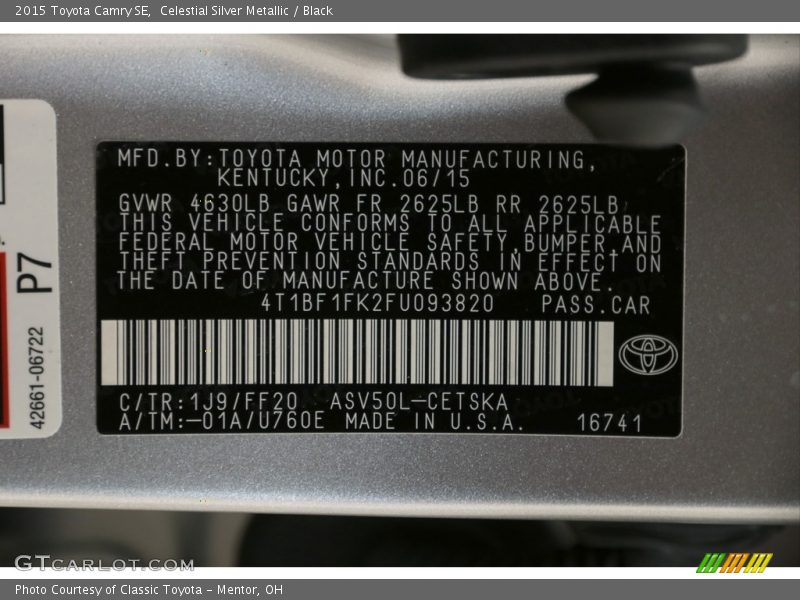 2015 Toyota Camry SE, Celestial Silver Metallic / Black
P7
42661-06722
MFD.BY:TOYOTA MOTOR MANUFACTURING,
KENTUCKY,INC.06/15
GVWR 4630LB GAWR FR 2625LB RR 2625LB
THIS VEHICLE CONFORMS TO ALL APPLICABLE
FEDERAL MOTOR VEHICLE SAFETY,BUMPER,AND
THEFT PREVENTION STANDARDS IN EFFECT ON
THE DATE OF MANUFACTURE SHOWN ABOVE.
4T1BF1FK2FU093820 PASS.CAR
C/TR:1J9/FF20 ASV50L-CETSKA
A/TM:-01A/U760E MADE IN U.S.A. 16741
GTCARLOT.COM
Photo Courtesy of Classic Toyota - Mentor, OH